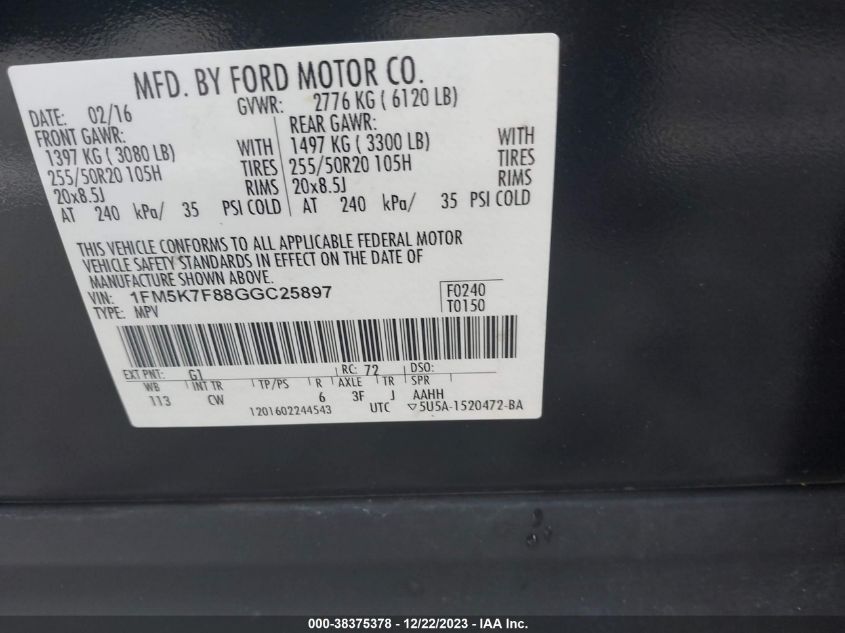 MFD. BY FORD MOTOR CO.
DATE: 02/16 GVWR: 2776 KG ( 6120 LB)
FRONT GAWR: REAR GAWR:
1397 KG ( 3080 LB) WITH 1497 KG ( 3300 LB) WITH
255/50R20 105H TIRES 255/50R20 105H TIRES
20x8.5J RIMS 20x8.5J RIMS
AT 240 kPa/ 35 PSI COLD AT 240 kPa/ 35 PSI COLD
THIS VEHICLE CONFORMS TO ALL APPLICABLE FEDERAL MOTOR
VEHICLE SAFETY STANDARDS IN EFFECT ON THE DATE OF
MANUFACTURE SHOWN ABOVE.
VIN: 1FM5K7F88GGC25897 F0240
TYPE: MPV T0150
EXT PNT: G1 RC: 72 DSO:
WB INT TR TP/PS R AXLE TR SPR
113 CW 6 3F J AAHH
1201602244543 UTC ▽5U5A-1520472-BA
000-38375378 - 12/22/2023 - COPYRIGHT IAA, LLC.